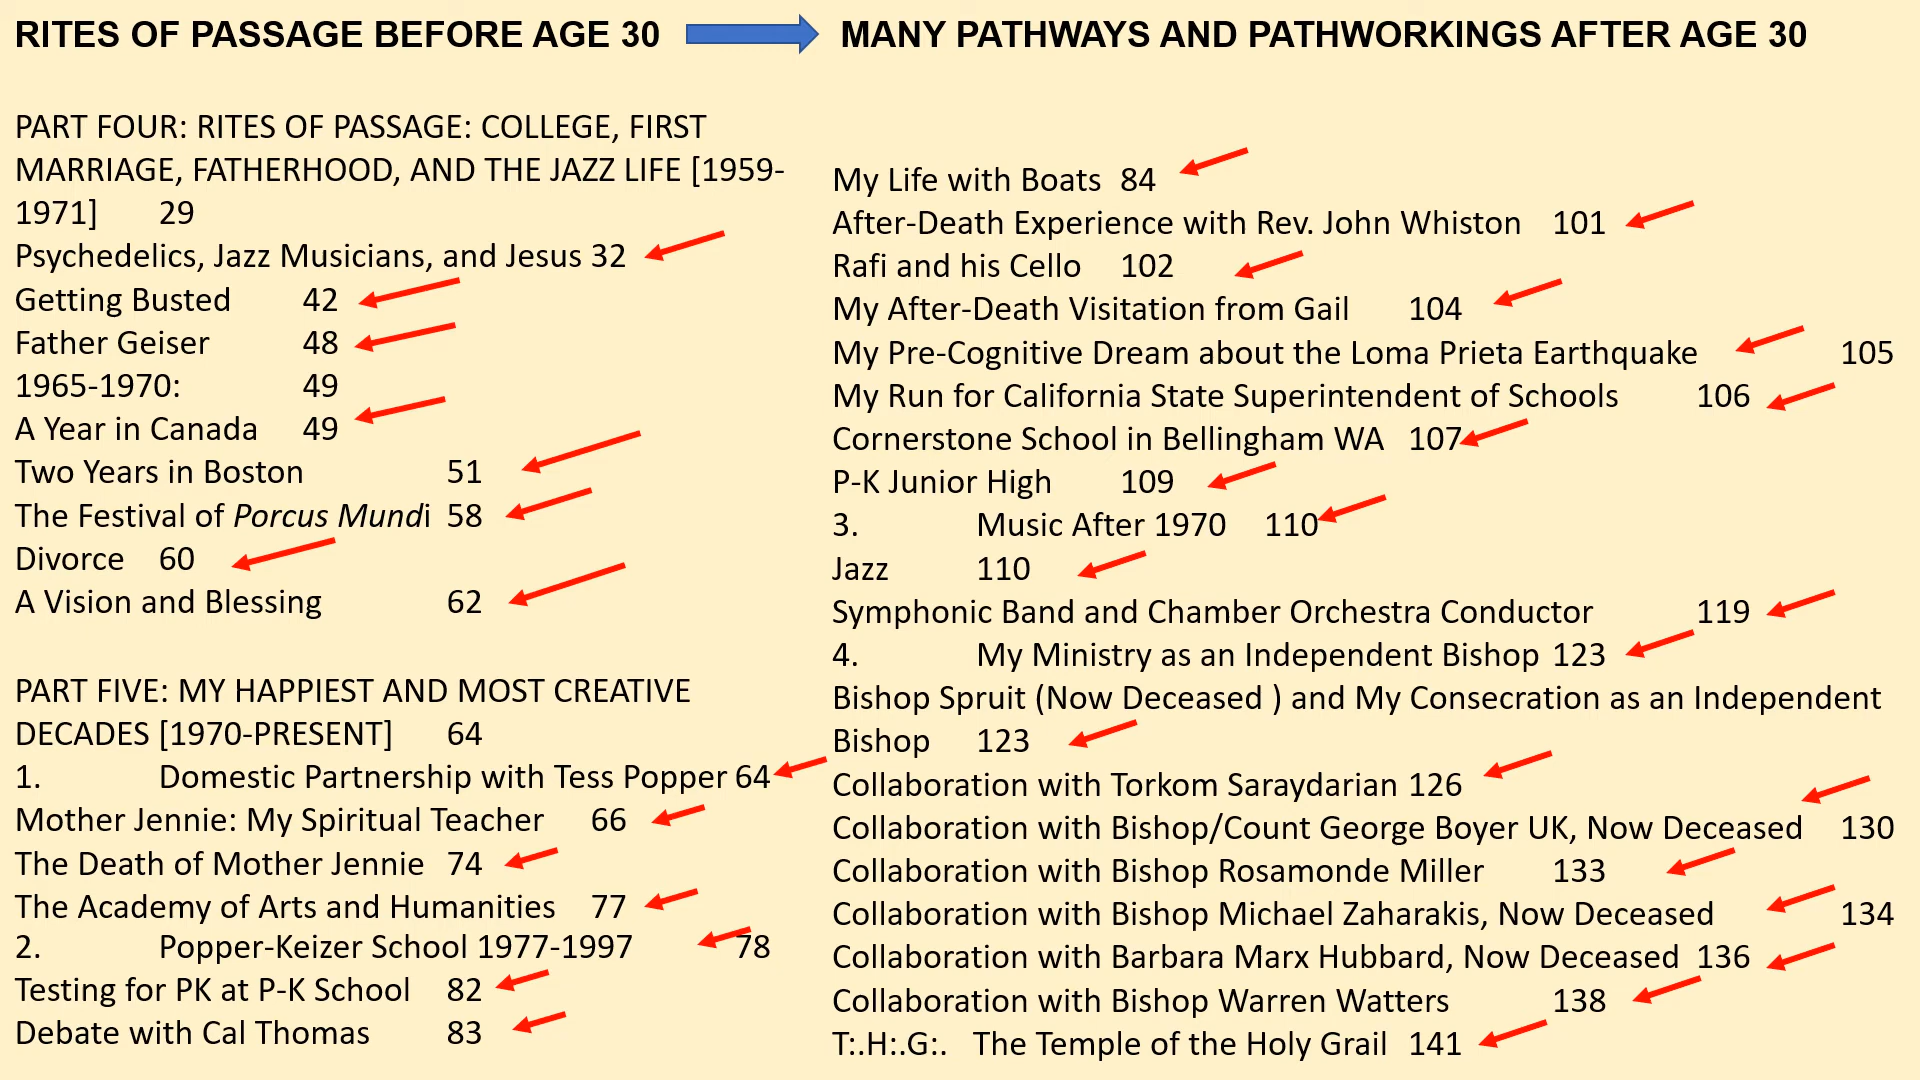 RITES OF PASSAGE BEFORE AGE 30
MANY PATHWAYS AND PATHWORKINGS AFTER AGE 30
PART FOUR: RITES OF PASSAGE: COLLEGE, FIRST
MARRIAGE, FATHERHOOD, AND THE JAZZ LIFE [1959-
1971] 29
Psychedelics, Jazz Musicians, and Jesus 32
Getting Busted 42
Father Geiser 48
1965-1970: 49
A Year in Canada 49
Two Years in Boston 51
The Festival of Porcus Mundi 58
Divorce 60
A Vision and Blessing 62
PART FIVE: MY HAPPIEST AND MOST CREATIVE
DECADES [1970-PRESENT] 64
1. Domestic Partnership with Tess Popper 64
Mother Jennie: My Spiritual Teacher 66
The Death of Mother Jennie 74
The Academy of Arts and Humanities 77
2. Popper-Keizer School 1977-1997 78
Testing for PK at P-K School 82
Debate with Cal Thomas 83
My Life with Boats 84
After-Death Experience with Rev. John Whiston 101
Rafi and his Cello 102
My After-Death Visitation from Gail 104
My Pre-Cognitive Dream about the Loma Prieta Earthquake 105
My Run for California State Superintendent of Schools 106
Cornerstone School in Bellingham WA 107
P-K Junior High 109
3. Music After 1970 110
Jazz 110
Symphonic Band and Chamber Orchestra Conductor 119
4. My Ministry as an Independent Bishop 123
Bishop Spruit (Now Deceased ) and My Consecration as an Independent
Bishop 123
Collaboration with Torkom Saraydarian 126
Collaboration with Bishop/Count George Boyer UK, Now Deceased 130
Collaboration with Bishop Rosamonde Miller 133
Collaboration with Bishop Michael Zaharakis, Now Deceased 134
Collaboration with Barbara Marx Hubbard, Now Deceased 136
Collaboration with Bishop Warren Watters 138
T:.H:.G:. The Temple of the Holy Grail 141